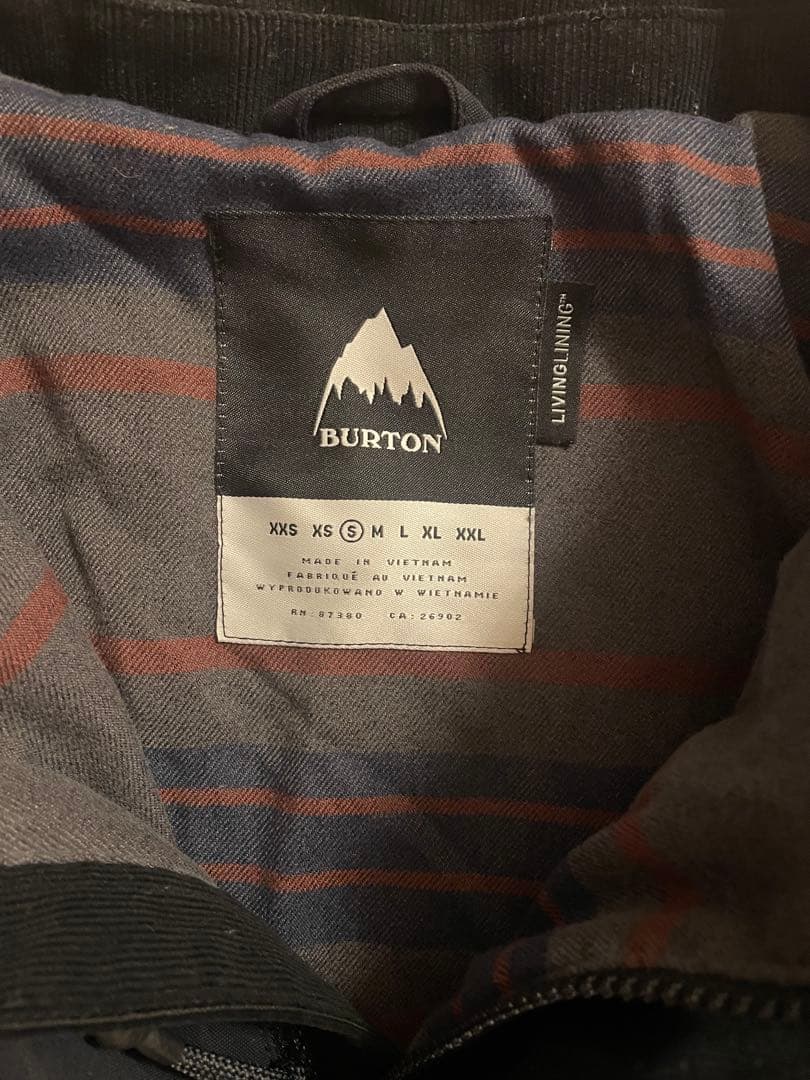 BURTON
LIVINGLINING™
XXS XS S M L XL XXL
MADE IN VIETNAM
FABRIQUÉ AU VIETNAM
WYPRODUKOWANO W WIETNAMIE
RN: 87380 CA: 26902